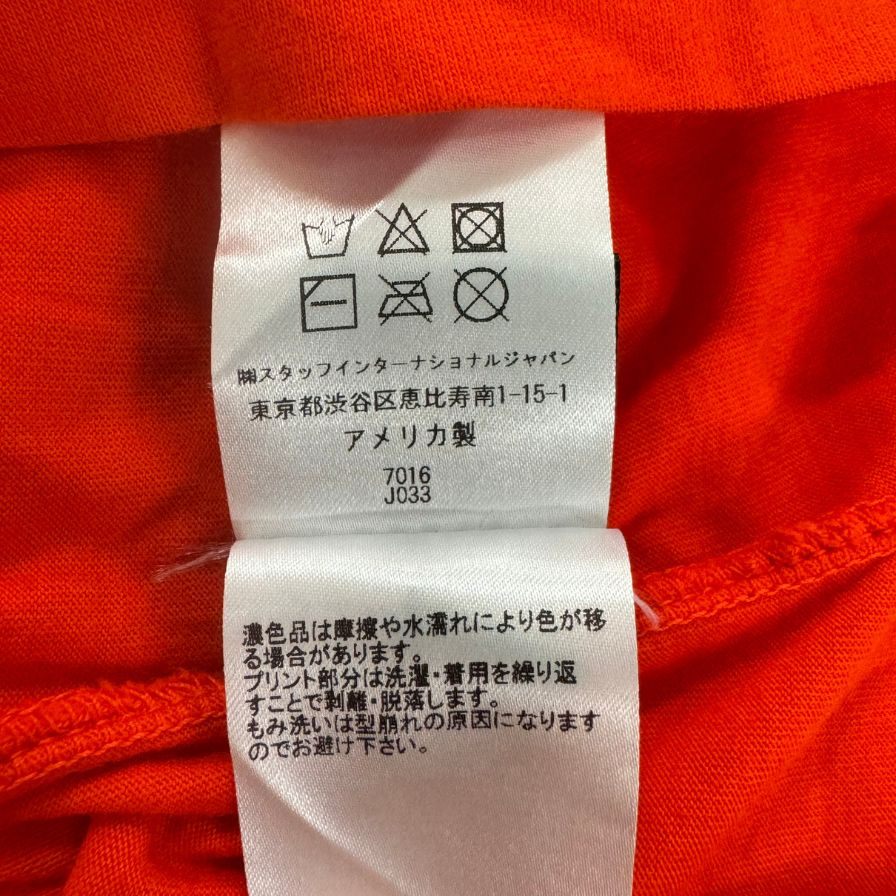 ㈱スタッフインターナショナルジャパン
東京都渋谷区恵比寿南1-15-1
アメリカ製
7016
J033
濃色品は摩擦や水濡れにより色が移
る場合があります。
プリント部分は洗濯・着用を繰り返
すことで剥離・脱落します。
もみ洗いは型崩れの原因になります
のでお避け下さい。